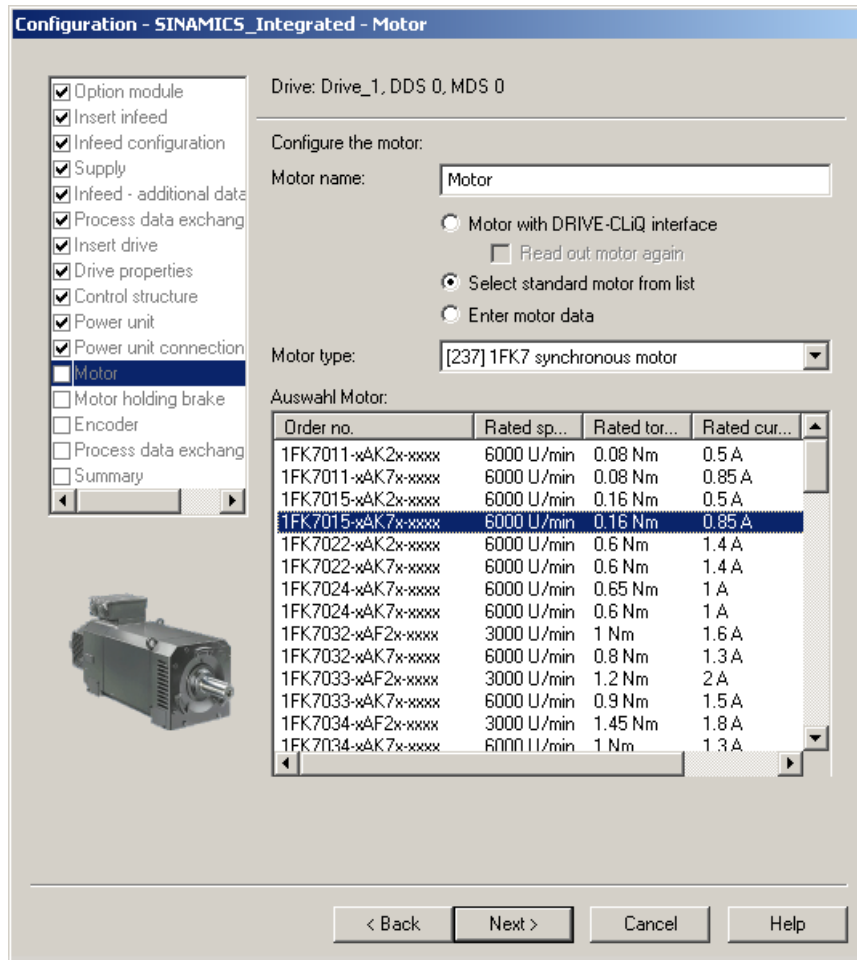 Configuration - SINAMICS_Integrated - Motor
Option module
Insert infeed
Infeed configuration
Supply
Infeed - additional data
Process data exchang
Insert drive
Drive properties
Control structure
Power unit
Power unit connection
Motor
Motor holding brake
Encoder
Process data exchang
Summary
Drive: Drive_1, DDS 0, MDS 0
Configure the motor:
Motor name: Motor
Motor with DRIVE-CLiQ interface
Read out motor again
Select standard motor from list
Enter motor data
Motor type: [237] 1FK7 synchronous motor
Auswahl Motor:
Order no. Rated sp... Rated tor... Rated cur...
1FK7011-xAK2x-xxxx 6000 U/min 0.08 Nm 0.5 A
1FK7011-xAK7x-xxxx 6000 U/min 0.08 Nm 0.85 A
1FK7015-xAK2x-xxxx 6000 U/min 0.16 Nm 0.5 A
1FK7015-xAK7x-xxxx 6000 U/min 0.16 Nm 0.85 A
1FK7022-xAK2x-xxxx 6000 U/min 0.6 Nm 1.4 A
1FK7022-xAK7x-xxxx 6000 U/min 0.6 Nm 1.4 A
1FK7024-xAK2x-xxxx 6000 U/min 0.65 Nm 1 A
1FK7024-xAK7x-xxxx 6000 U/min 0.6 Nm 1 A
1FK7032-xAF2x-xxxx 3000 U/min 1 Nm 1.6 A
1FK7032-xAK7x-xxxx 6000 U/min 0.8 Nm 1.3 A
1FK7033-xAF2x-xxxx 3000 U/min 1.2 Nm 2 A
1FK7033-xAK7x-xxxx 6000 U/min 0.9 Nm 1.5 A
1FK7034-xAF2x-xxxx 3000 U/min 1.45 Nm 1.8 A
1FK7034-xAK7x-xxxx 6000 U/min 1 Nm 1.3 A
< Back Next > Cancel Help